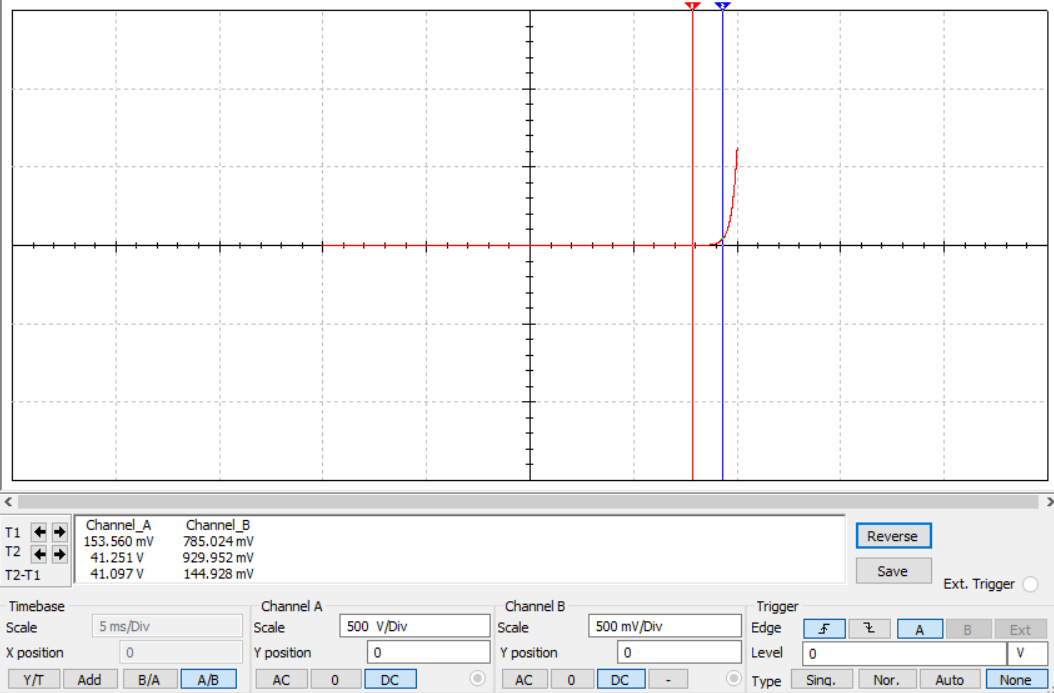 1 2
Channel_A Channel_B
T1 153.560 mV 785.024 mV
T2 41.251 V 929.952 mV
T2-T1 41.097 V 144.928 mV
Reverse
Save
Ext. Trigger
Timebase Channel A Channel B Trigger
Scale 5 ms/Div Scale 500 V/Div Scale 500 mV/Div Edge A B Ext
X position 0 Y position 0 Y position 0 Level 0 V
Y/T Add B/A A/B AC 0 DC AC 0 DC - Type Sing. Nor. Auto None